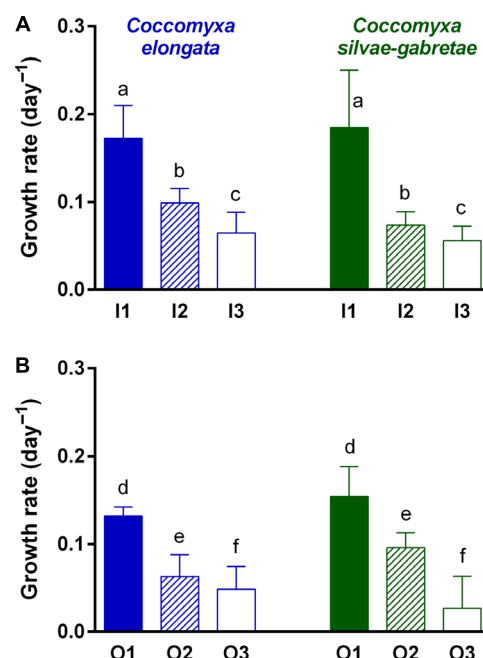 A
Coccomyxa
elongata
Coccomyxa
silvae-gabretae
Growth rate (day⁻¹)
0.3
0.2
0.1
0.0
a
b
c
a
b
c
I1
I2
I3
I1
I2
I3
B
Growth rate (day⁻¹)
0.3
0.2
0.1
0.0
d
e
f
d
e
f
O1
O2
O3
O1
O2
O3